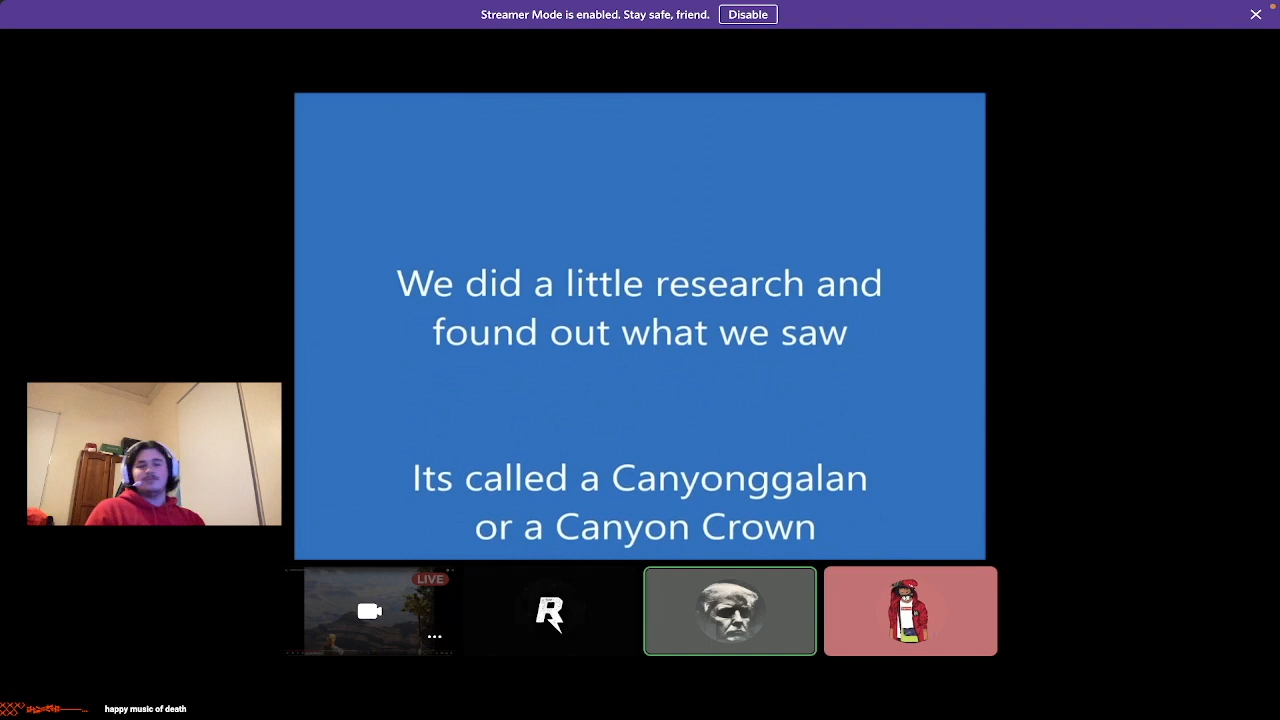 Streamer Mode is enabled. Stay safe, friend. Disable
We did a little research and
found out what we saw
Its called a Canyonggalan
or a Canyon Crown
LIVE
R
happy music of death